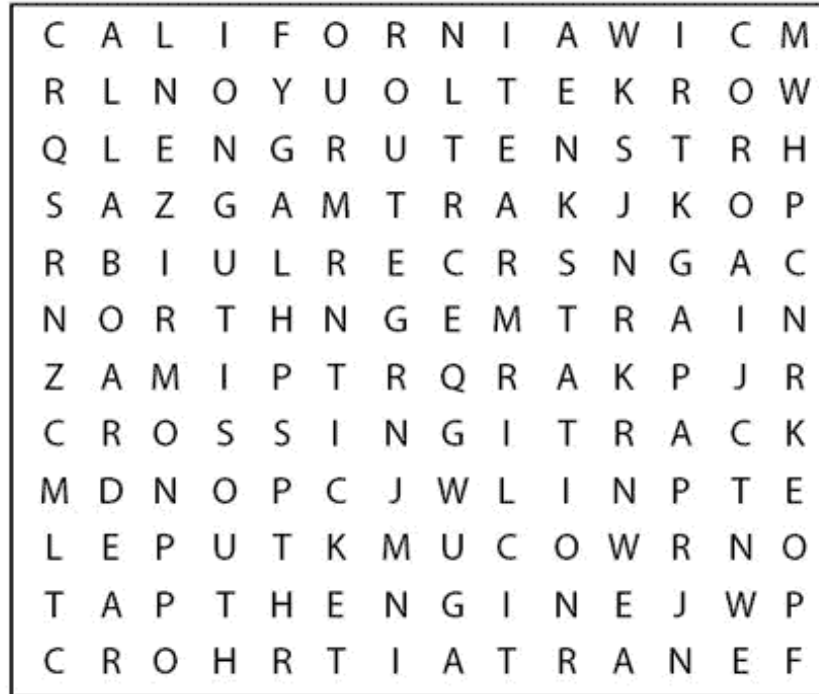 C A L I F O R N I A W I C M
R L N O Y U O L T E K R O W
Q L E N G R U T E N S T R H
S A Z G A M T R A K J K O P
R B I U L R E C R S N G A C
N O R T H N G E M T R A I N
Z A M I P T R Q R A K P J R
C R O S S I N G I T R A C K
M D N O P C J W L I N P T E
L E P U T K M U C O W R N O
T A P T H E N G I N E J W P
C R O H R T I A T R A N E F